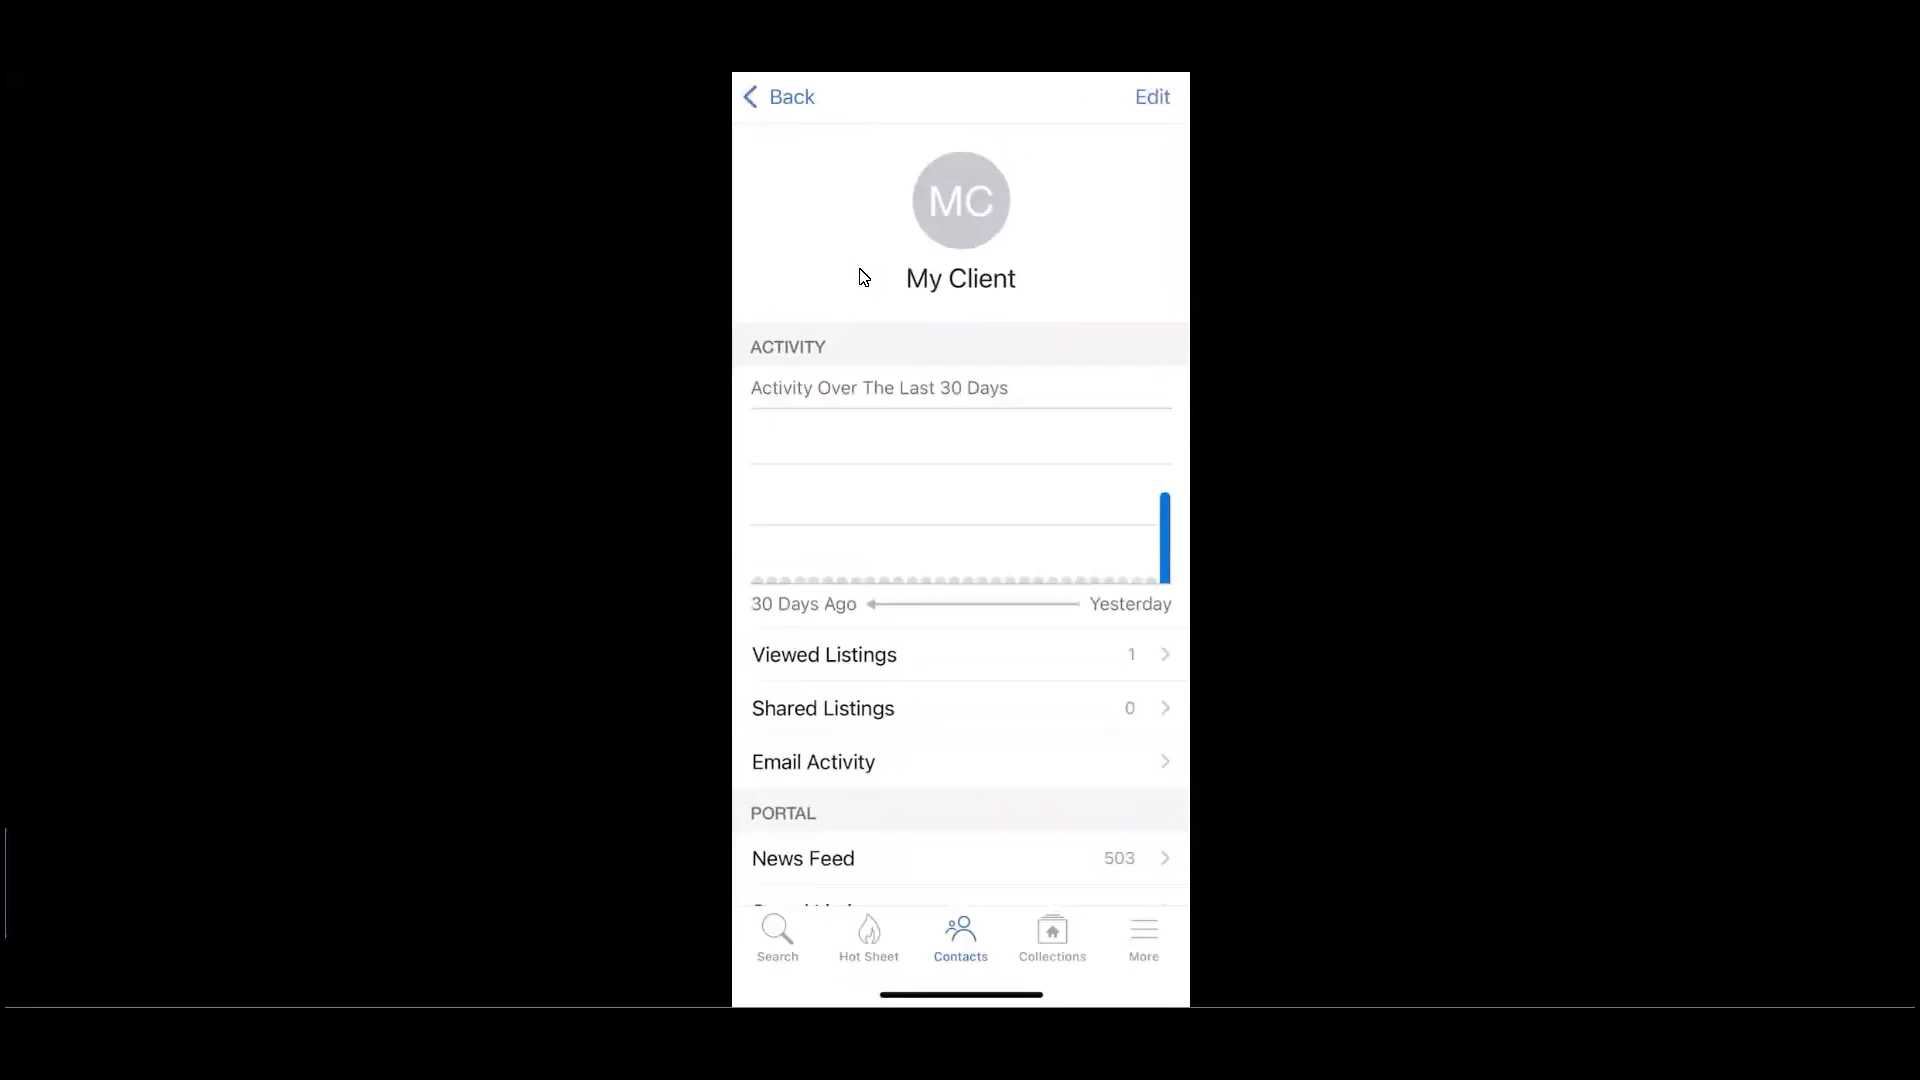 Back
Edit
MC
My Client
ACTIVITY
Activity Over The Last 30 Days
30 Days Ago
Yesterday
Viewed Listings 1
Shared Listings 0
Email Activity
PORTAL
News Feed 503
Search
Hot Sheet
Contacts
Collections
More